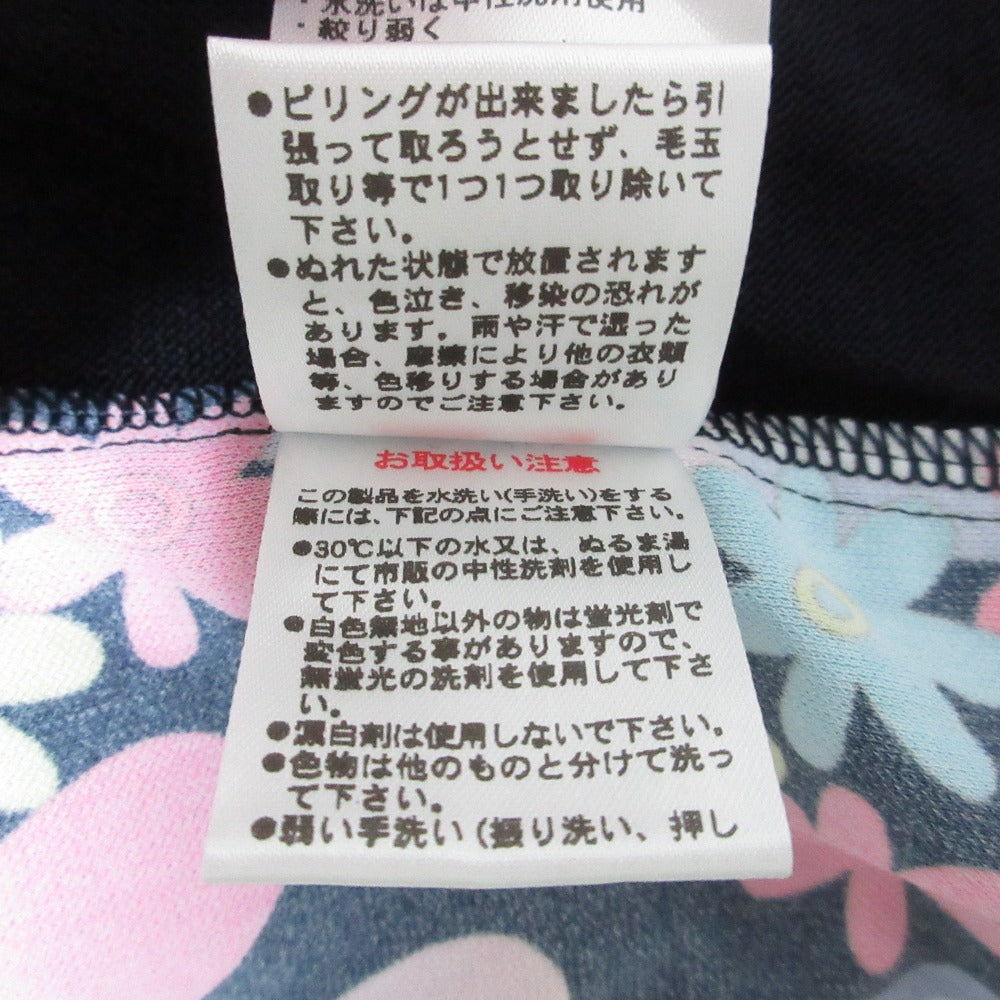 ・水洗いは中性洗剤使用
・絞り弱く
●ピリングが出来ましたら引
張って取ろうとせず、毛玉
取り等で1つ1つ取り除いて
下さい。
●ぬれた状態で放置されます
と、色泣き、移染の恐れが
あります。雨や汗で湿った
場合、摩擦により他の衣類
等、色移りする場合があり
ますのでご注意下さい。
お取扱い注意
この製品を水洗い(手洗い)をする
際には、下記の点にご注意下さい。
●30℃以下の水又は、ぬるま湯
にて市販の中性洗剤を使用し
て下さい。
●白色無地以外の物は蛍光剤で
変色する事がありますので、
無蛍光の洗剤を使用して下さ
い。
●漂白剤は使用しないで下さい。
●色物は他のものと分けて洗っ
て下さい。
●弱い手洗い(振り洗い、押し